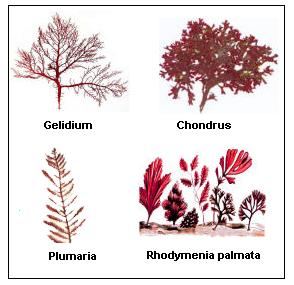 Gelidium
Chondrus
Plumaria
Rhodymenia palmata